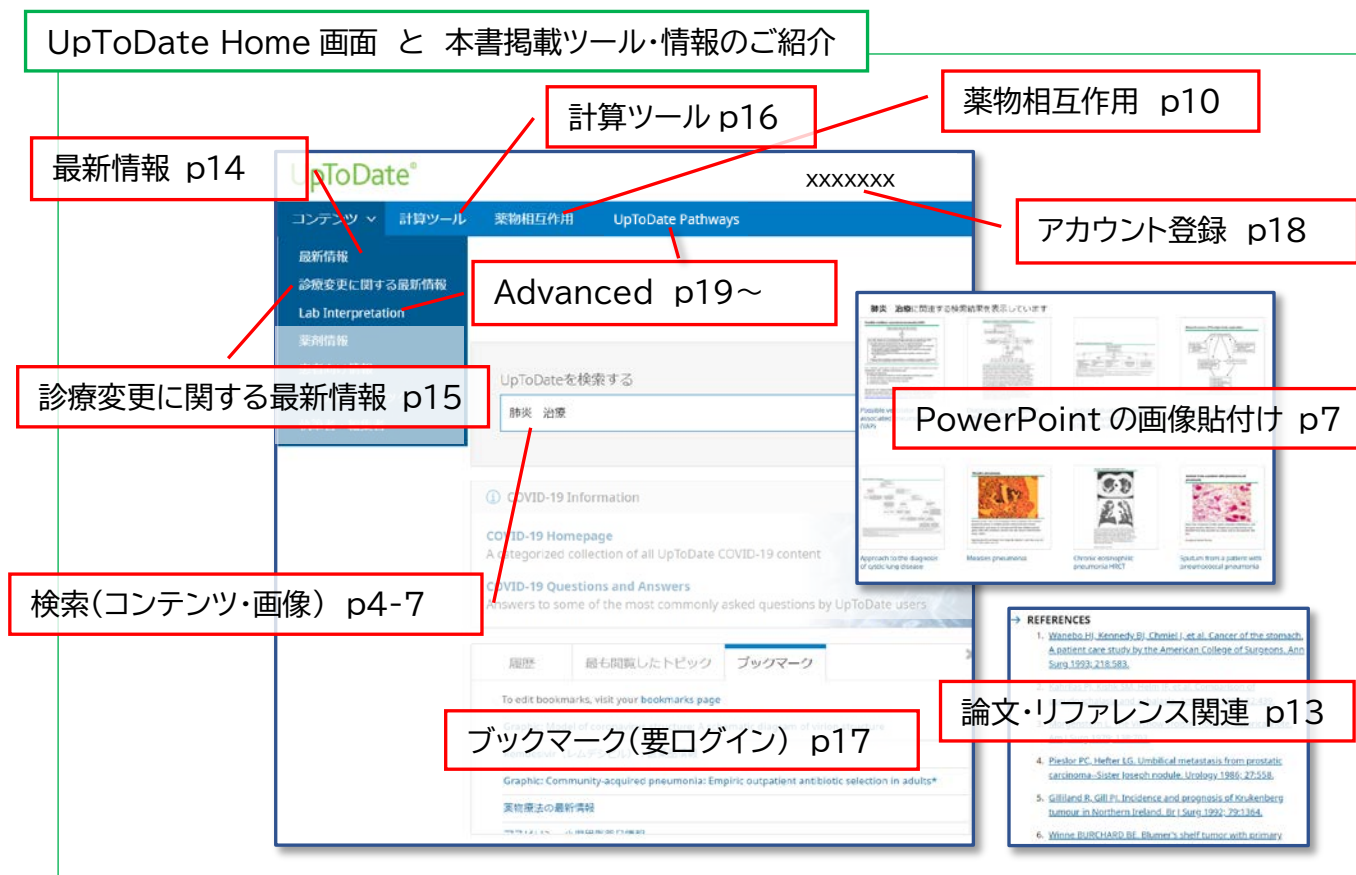 UpToDate Home 画面 と 本書掲載ツール・情報のご紹介
計算ツール p16
薬物相互作用 p10
最新情報 p14
UpToDate®
xxxxxxx
アカウント登録 p18
コンテンツ 計算ツール 薬物相互作用 UpToDate Pathways
最新情報
診療変更に関する最新情報
Lab Interpretation
薬剤情報
Advanced p19～
診療変更に関する最新情報 p15
UpToDateを検索する
肺炎 治療
肺炎 治療に関連する検索結果を表示しています
PowerPoint の画像貼付け p7
Approach to the diagnosis of cystic lung disease
Measles pneumonia
Chronic eosinophilic pneumonia HRCT
Sputum from a patient with pneumococcal pneumonia
検索(コンテンツ・画像) p4-7
COVID-19 Information
COVID-19 Homepage
A categorized collection of all UpToDate COVID-19 content
COVID-19 Questions and Answers
Answers to some of the most commonly asked questions by UpToDate users
履歴 最も閲覧したトピック ブックマーク
To edit bookmarks, visit your bookmarks page
ブックマーク(要ログイン) p17
Graphic: Community-acquired pneumonia: Empiric outpatient antibiotic selection in adults*
薬物療法の最新情報
→ REFERENCES
1. Wanebo HJ, Kennedy BJ, Chmiel J, et al. Cancer of the stomach.
A patient care study by the American College of Surgeons. Ann
Surg 1993; 218:583.
論文・リファレンス関連 p13
4. Pieslor PC, Hefter LG. Umbilical metastasis from prostatic
carcinoma--Sister Joseph nodule. Urology 1986; 27:558.
5. Gilliland R, Gill PJ. Incidence and prognosis of Krukenberg
tumour in Northern Ireland. Br J Surg 1992; 79:1364.
6. Winne BURCHARD BE. Blumer's shelf tumor with primary